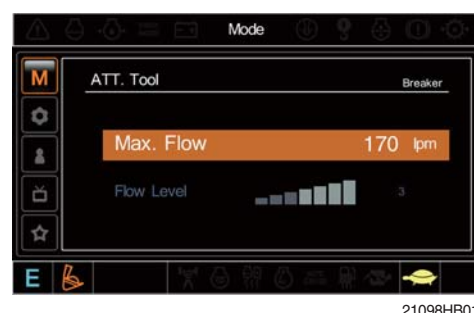 Mode
M
ATT. Tool
Breaker
Max. Flow 170 lpm
Flow Level 3
E
21098HB01